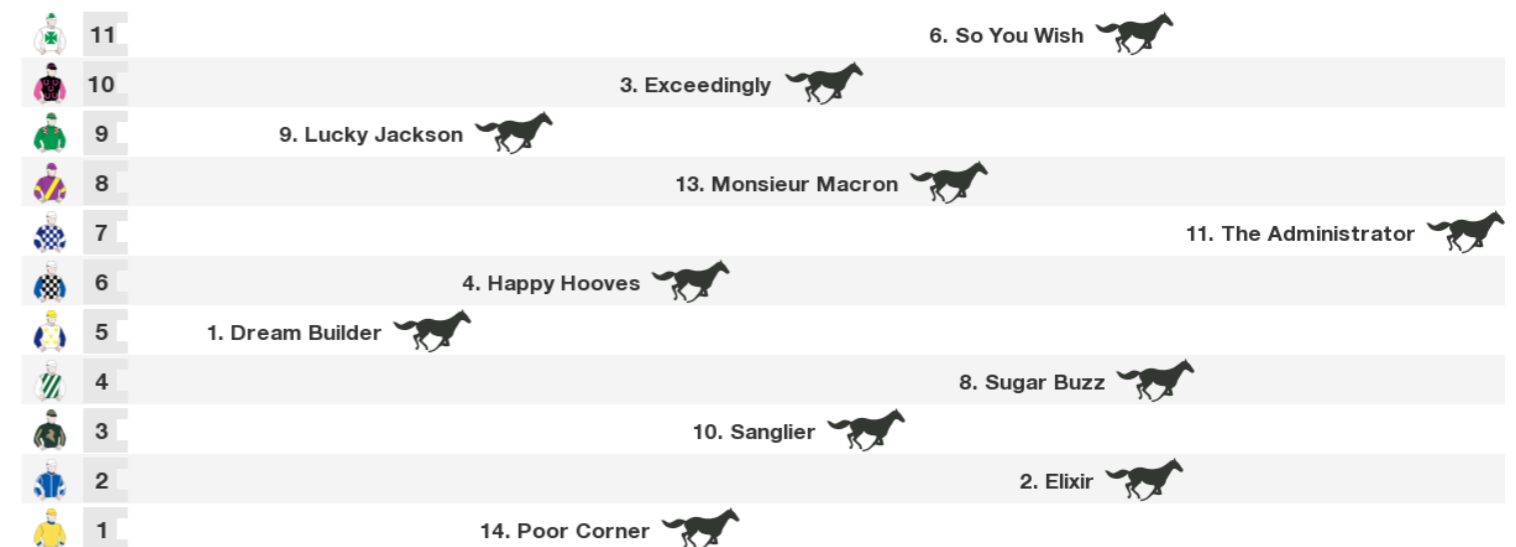 11 6. So You Wish
10 3. Exceedingly
9 9. Lucky Jackson
8 13. Monsieur Macron
7 11. The Administrator
6 4. Happy Hooves
5 1. Dream Builder
4 8. Sugar Buzz
3 10. Sanglier
2 2. Elixir
1 14. Poor Corner